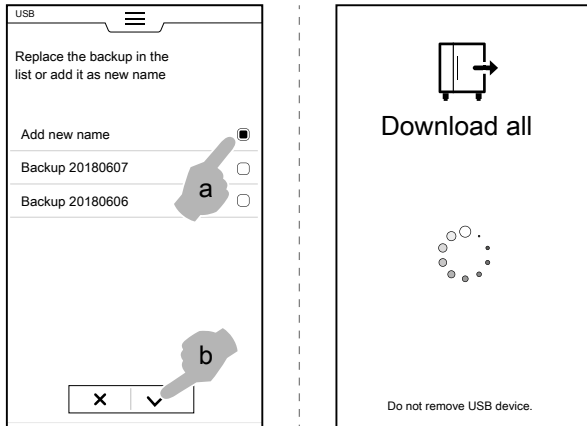 USB
Replace the backup in the
list or add it as new name
Add new name
Backup 20180607
Backup 20180606
a
b
Download all
Do not remove USB device.